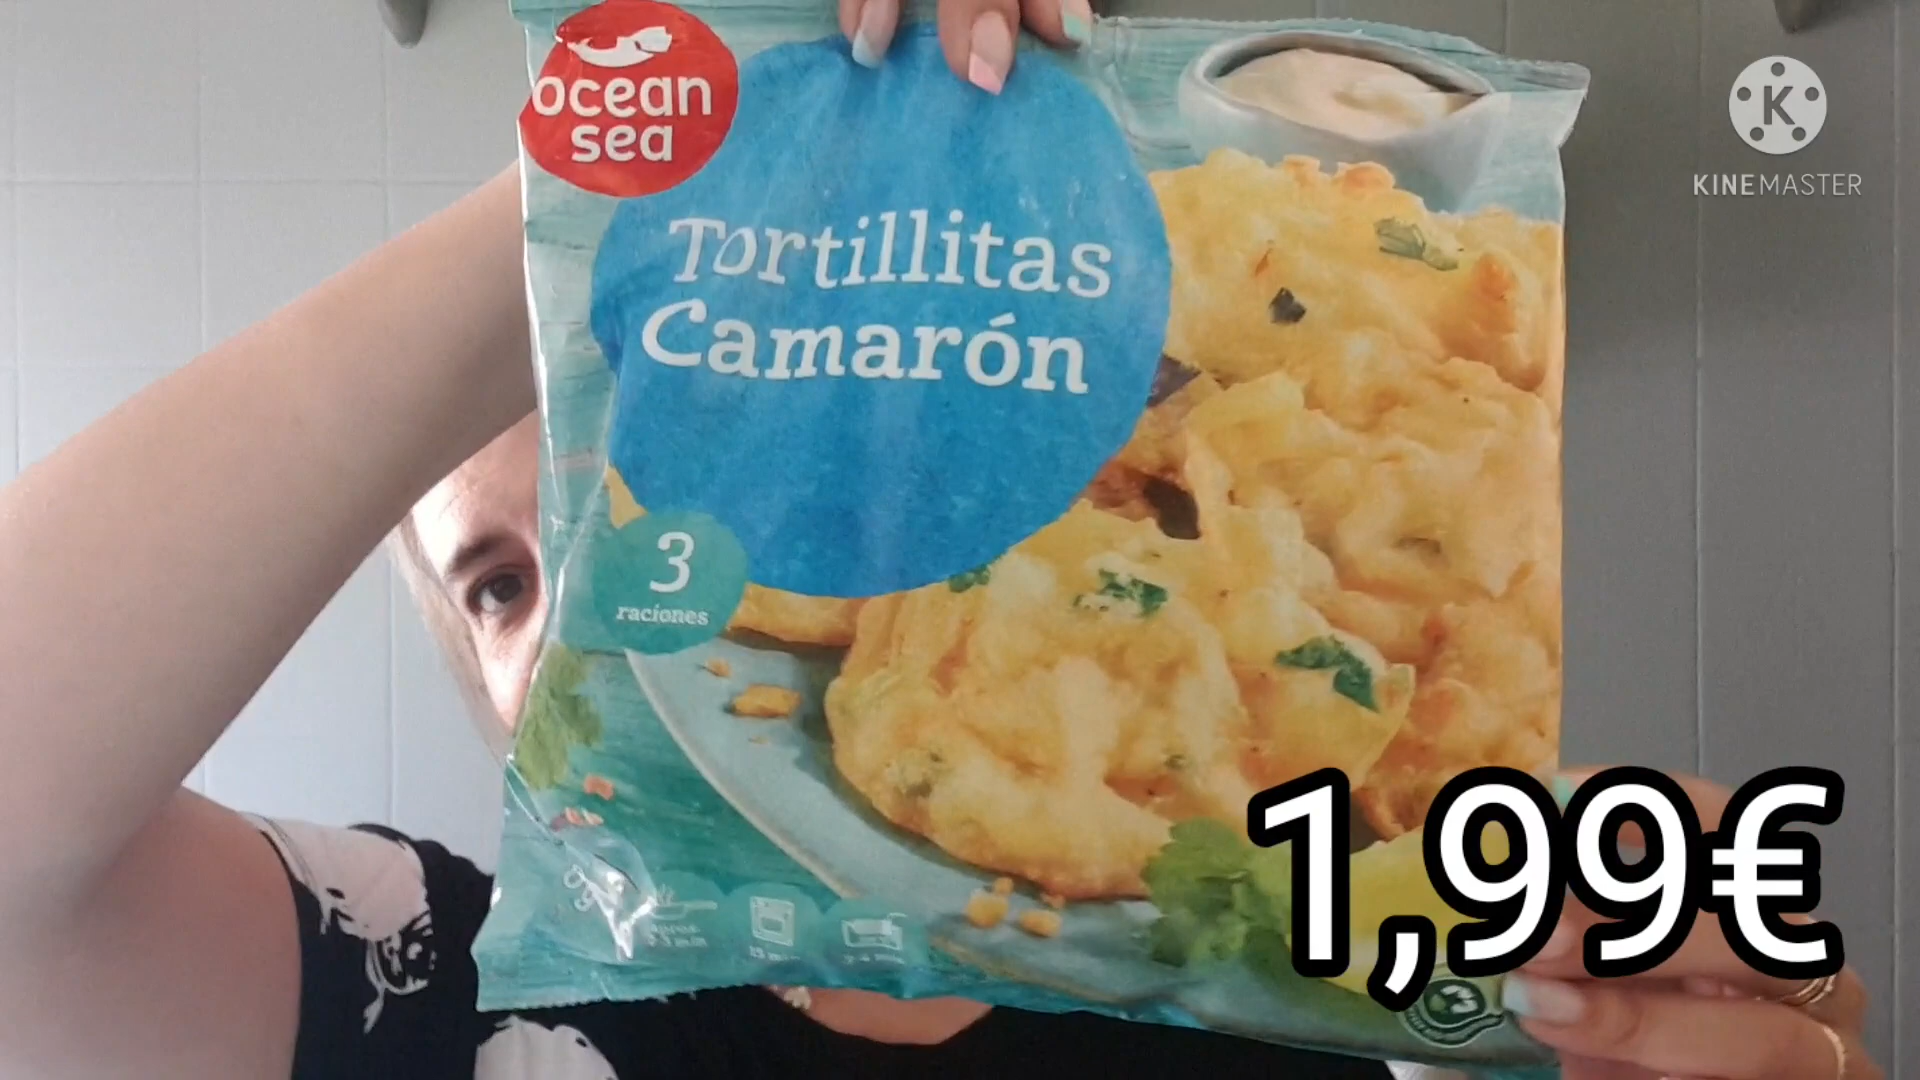 ocean
sea
Tortillitas
Camarón
3
raciones
K
KINEMASTER
1,99€